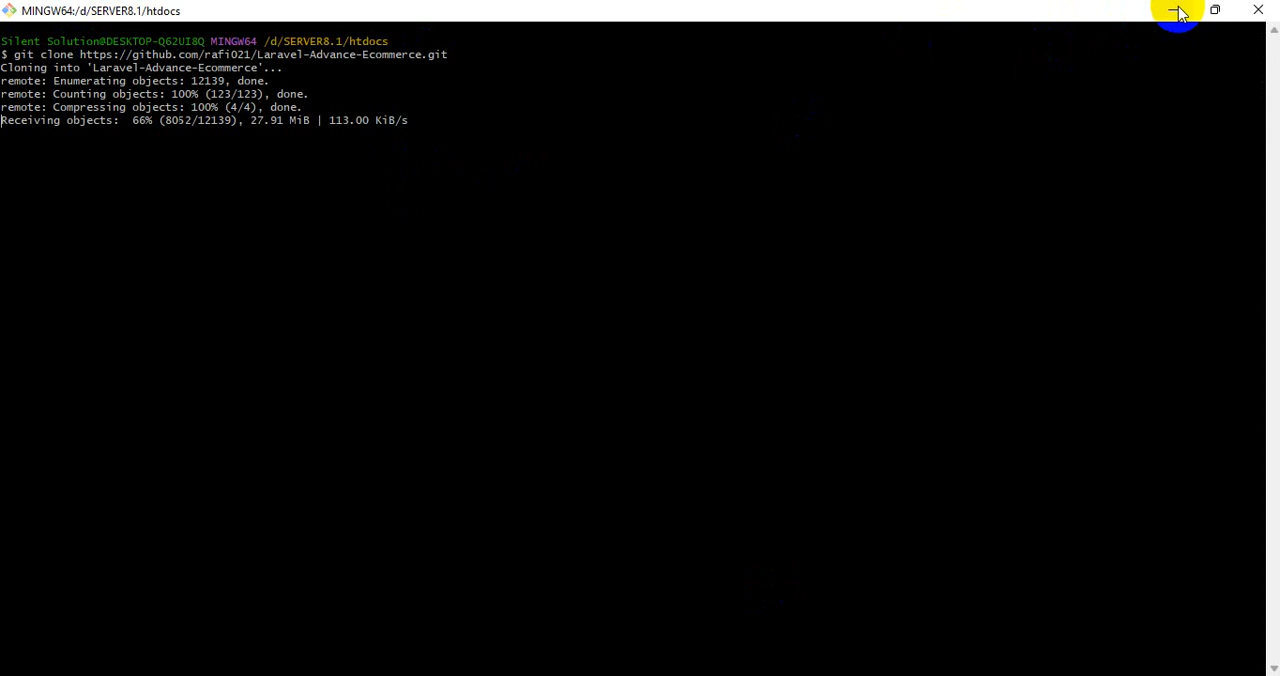 MINGW64:/d/SERVER8.1/htdocs
Silent Solution@DESKTOP-Q62UI8Q MINGW64 /d/SERVER8.1/htdocs
$ git clone https://github.com/rafi021/Laravel-Advance-Ecommerce.git
Cloning into 'Laravel-Advance-Ecommerce'...
remote: Enumerating objects: 12139, done.
remote: Counting objects: 100% (123/123), done.
remote: Compressing objects: 100% (4/4), done.
Receiving objects:  66% (8052/12139), 27.91 MiB | 113.00 KiB/s